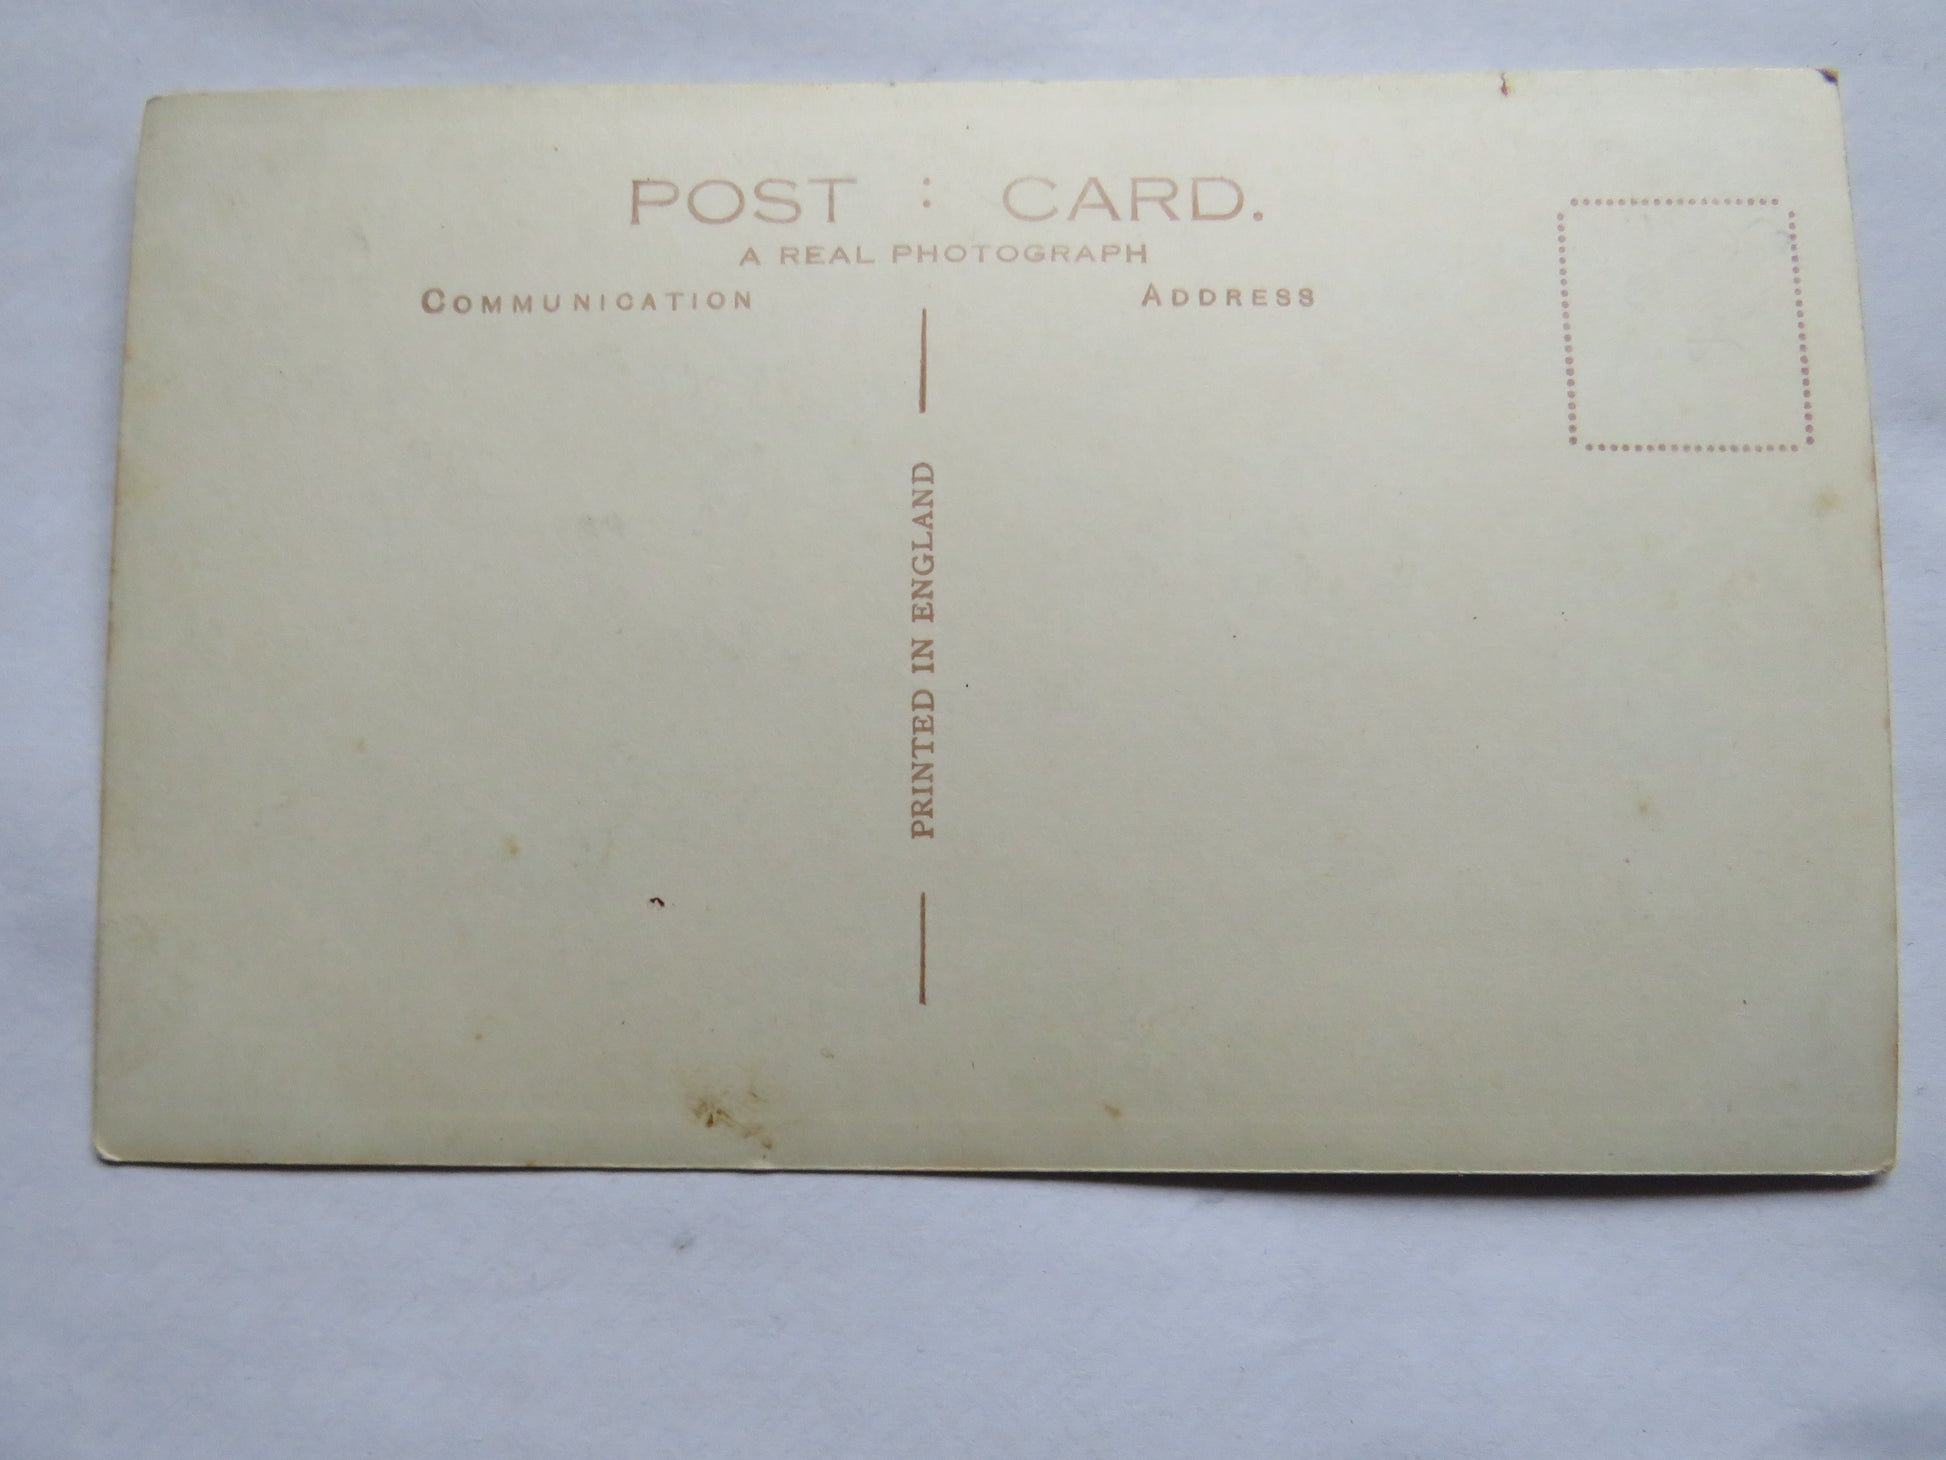 POST : CARD.
A REAL PHOTOGRAPH
COMMUNICATION
ADDRESS
PRINTED IN ENGLAND